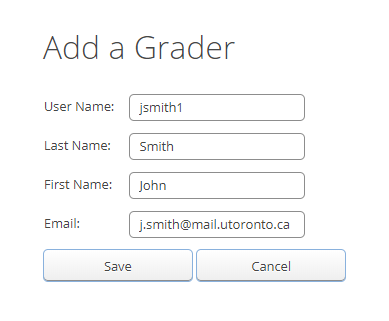 Add a Grader
User Name: jsmith1
Last Name: Smith
First Name: John
Email: j.smith@mail.utoronto.ca
Save Cancel